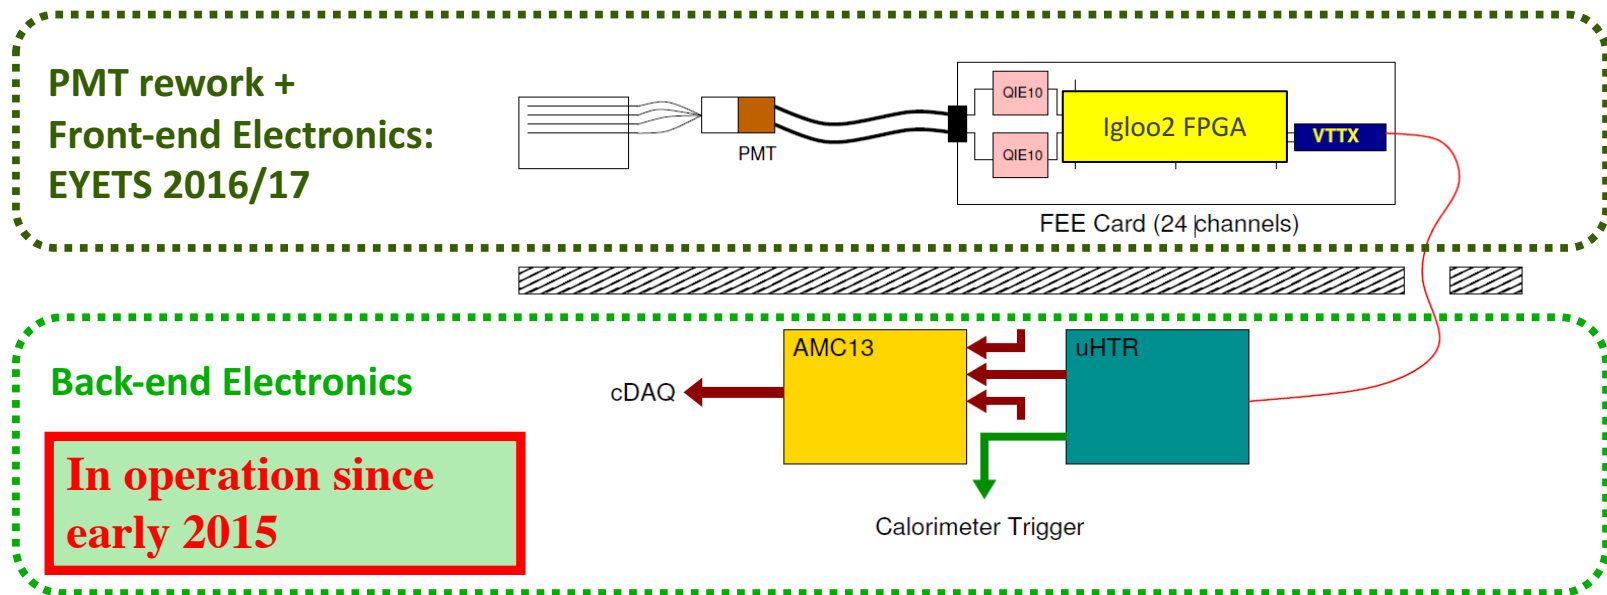 PMT rework +
Front-end Electronics:
EYETS 2016/17
PMT
QIE10
QIE10
Igloo2 FPGA
VTTX
FEE Card (24 channels)
Back-end Electronics
In operation since
early 2015
cDAQ
AMC13
uHTR
Calorimeter Trigger